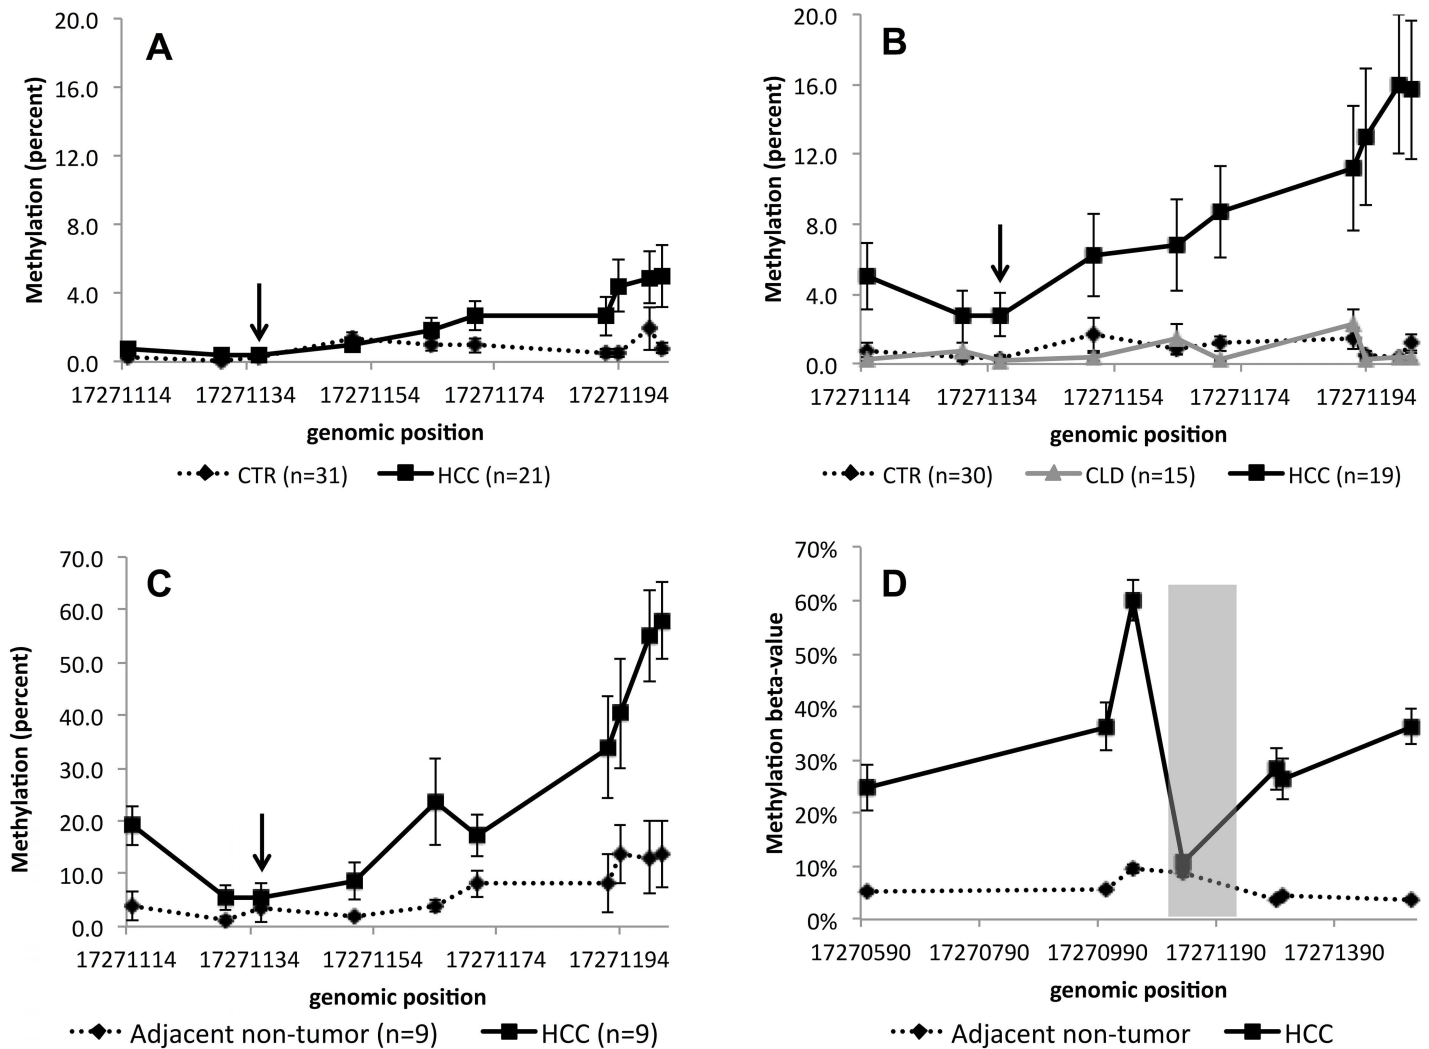 A
Methylation (percent)
20.0
16.0
12.0
8.0
4.0
0.0
17271114 17271134 17271154 17271174 17271194
genomic position
CTR (n=31) HCC (n=21)
B
Methylation (percent)
20.0
16.0
12.0
8.0
4.0
0.0
17271114 17271134 17271154 17271174 17271194
genomic position
CTR (n=30) CLD (n=15) HCC (n=19)
C
Methylation (percent)
70.0
60.0
50.0
40.0
30.0
20.0
10.0
0.0
17271114 17271134 17271154 17271174 17271194
genomic position
Adjacent non-tumor (n=9) HCC (n=9)
D
Methylation beta-value
70%
60%
50%
40%
30%
20%
10%
0%
17270590 17270790 17270990 17271190 17271390
genomic position
Adjacent non-tumor HCC